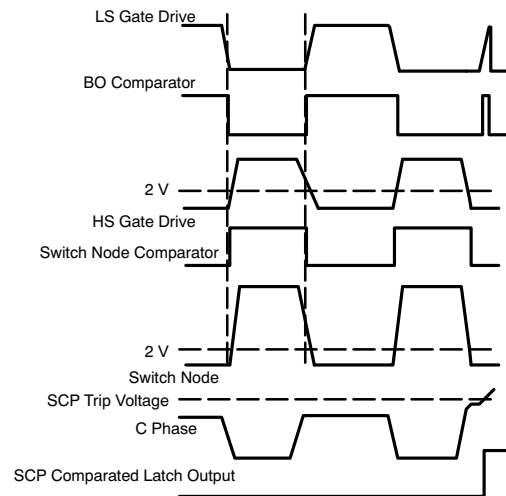 LS Gate Drive
BO Comparator
2 V
HS Gate Drive
Switch Node Comparator
2 V
Switch Node
SCP Trip Voltage
C Phase
SCP Comparated Latch Output